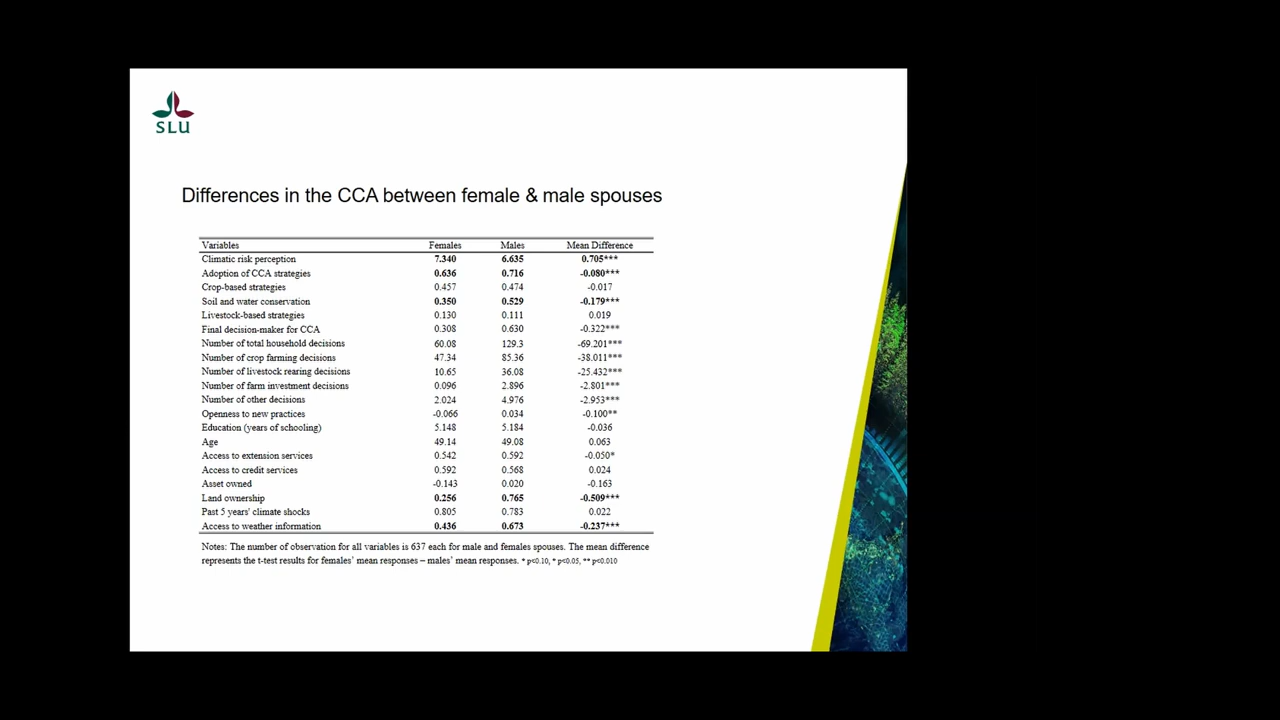 SLU
Differences in the CCA between female & male spouses
Variables Females Males Mean Difference
Climatic risk perception 7.340 6.635 0.705***
Adoption of CCA strategies 0.636 0.716 -0.080***
Crop-based strategies 0.457 0.474 -0.017
Soil and water conservation 0.350 0.529 -0.179***
Livestock-based strategies 0.130 0.111 0.019
Final decision-maker for CCA 0.308 0.630 -0.322***
Number of total household decisions 60.08 129.3 -69.201***
Number of crop farming decisions 47.34 85.36 -38.011***
Number of livestock rearing decisions 10.65 36.08 -25.432***
Number of farm investment decisions 0.096 2.896 -2.801***
Number of other decisions 2.024 4.976 -2.953***
Openness to new practices -0.066 0.034 -0.100**
Education (years of schooling) 5.148 5.184 -0.036
Age 49.14 49.08 0.063
Access to extension services 0.542 0.592 -0.050*
Access to credit services 0.592 0.568 0.024
Asset owned -0.143 0.020 -0.163
Land ownership 0.256 0.765 -0.509***
Past 5 years' climate shocks 0.805 0.783 0.022
Access to weather information 0.436 0.673 -0.237***
Notes: The number of observation for all variables is 637 each for male and females spouses. The mean difference
represents the t-test results for females' mean responses – males' mean responses. * p<0.10, * p<0.05, ** p<0.010